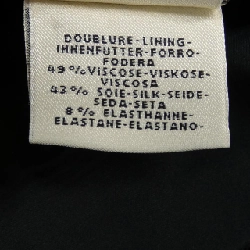 DOUBLURE-LINING-
INNENFUTTER-FORRO-
FODERA
49%VISCOSE-VISKOSE-
VISCOSA
43% SOIE-SILK-SEIDE-
SEDA-SETA
8% ELASTHANNE-
ELASTANE-ELASTANO-